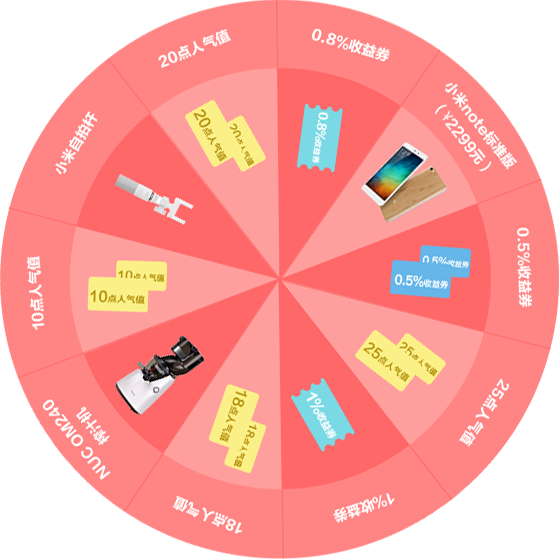 0.8%收益券
0.8%收益券
小米note标准版
(¥2299元)
0.5%收益券
0.5%收益券
0.5%收益券
25点人气值
25点人气值
25点人气值
1%收益券
1%收益券
18点人气值
18点人气值
18点人气值
NUC OM240
榨汁机
10点人气值
10点人气值
10点人气值
小米自拍杆
20点人气值
20点人气值
20点人气值